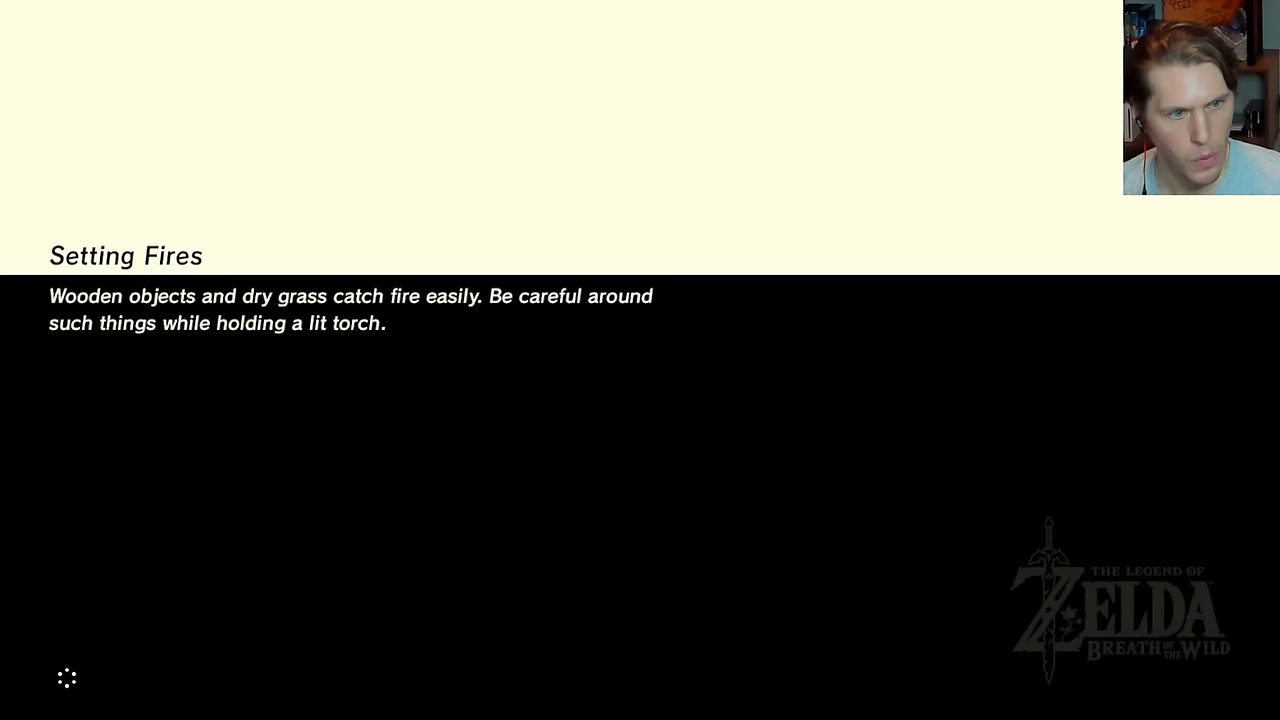 Setting Fires
Wooden objects and dry grass catch fire easily. Be careful around
such things while holding a lit torch.
THE LEGEND OF
ZELDA
BREATH OF THE WILD